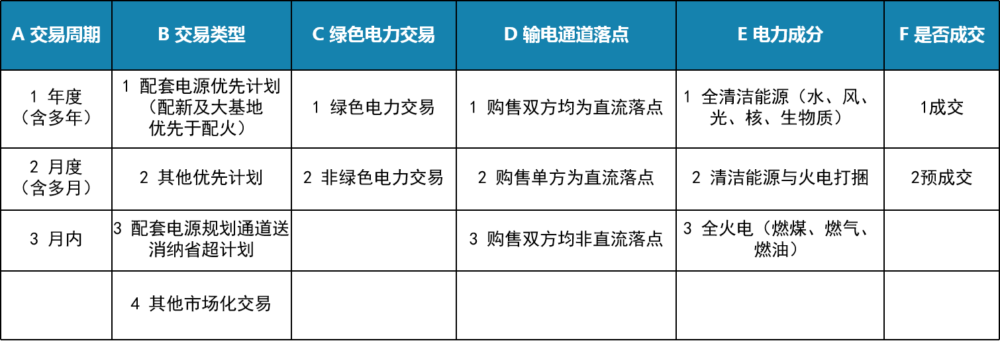 A 交易周期
B 交易类型
C 绿色电力交易
D 输电通道落点
E 电力成分
F 是否成交
1 年度
（含多年）
1 配套电源优先计划
（配新及大基地
优先于配火）
1 绿色电力交易
1 购售双方均为直流落点
1 全清洁能源（水、风、
光、核、生物质）
1成交
2 月度
（含多月）
2 其他优先计划
2 非绿色电力交易
2 购售单方为直流落点
2 清洁能源与火电打捆
2预成交
3 月内
3 配套电源规划通道送
消纳省超计划
3 购售双方均非直流落点
3 全火电（燃煤、燃气、
燃油）
4 其他市场化交易